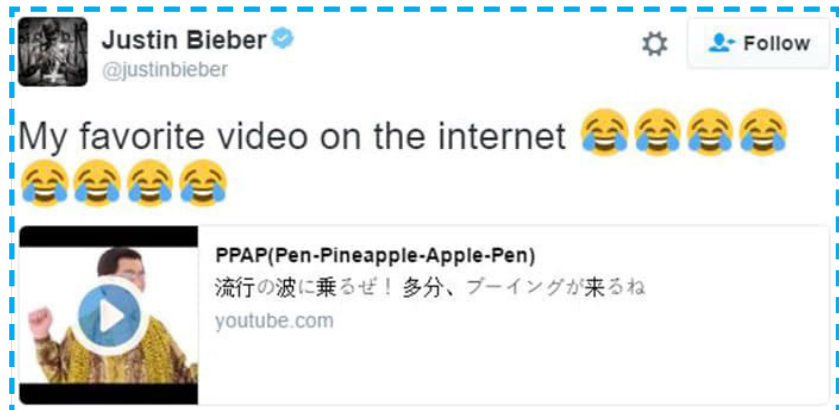 Justin Bieber
@justinbieber
Follow
My favorite video on the internet 😂😂😂😂
😂😂😂😂
PPAP(Pen-Pineapple-Apple-Pen)
流行の波に乗るぜ！多分、ブーイングが来るね
youtube.com